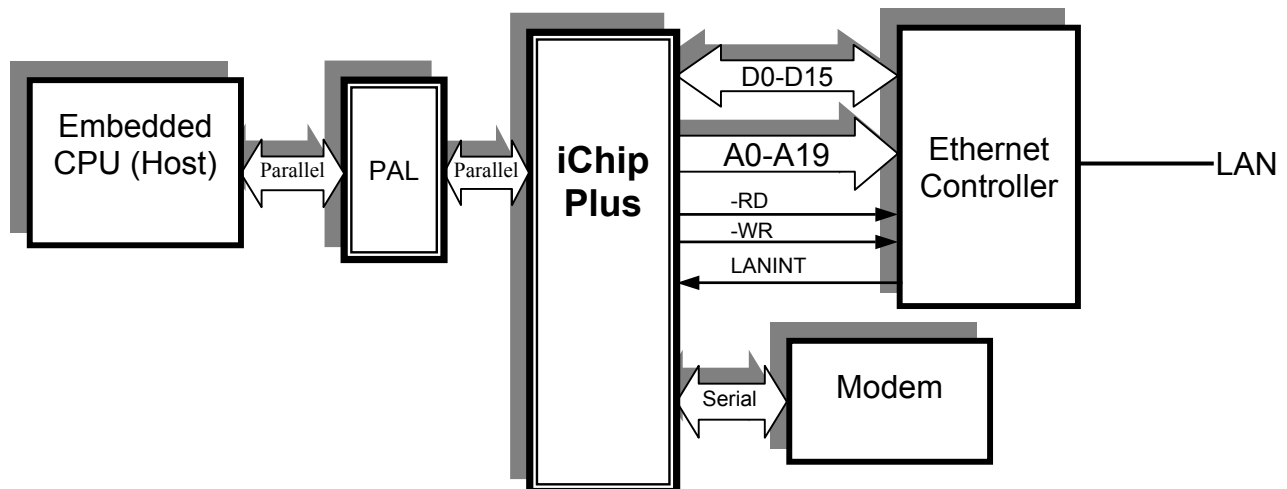 Embedded
CPU (Host)
Parallel
PAL
Parallel
iChip
Plus
D0-D15
A0-A19
-RD
-WR
LANINT
Ethernet
Controller
LAN
Serial
Modem